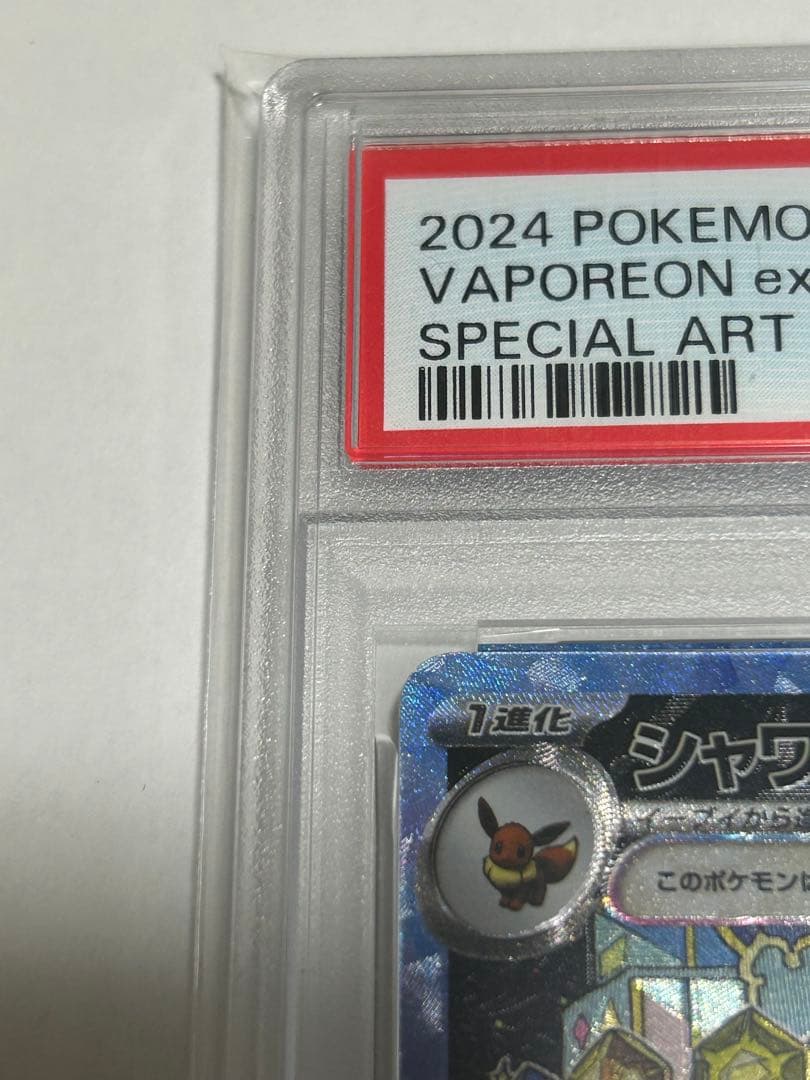 2024 POKEMO
VAPOREON ex
SPECIAL ART
1進化
シャワ
イーブイから進
このポケモンは